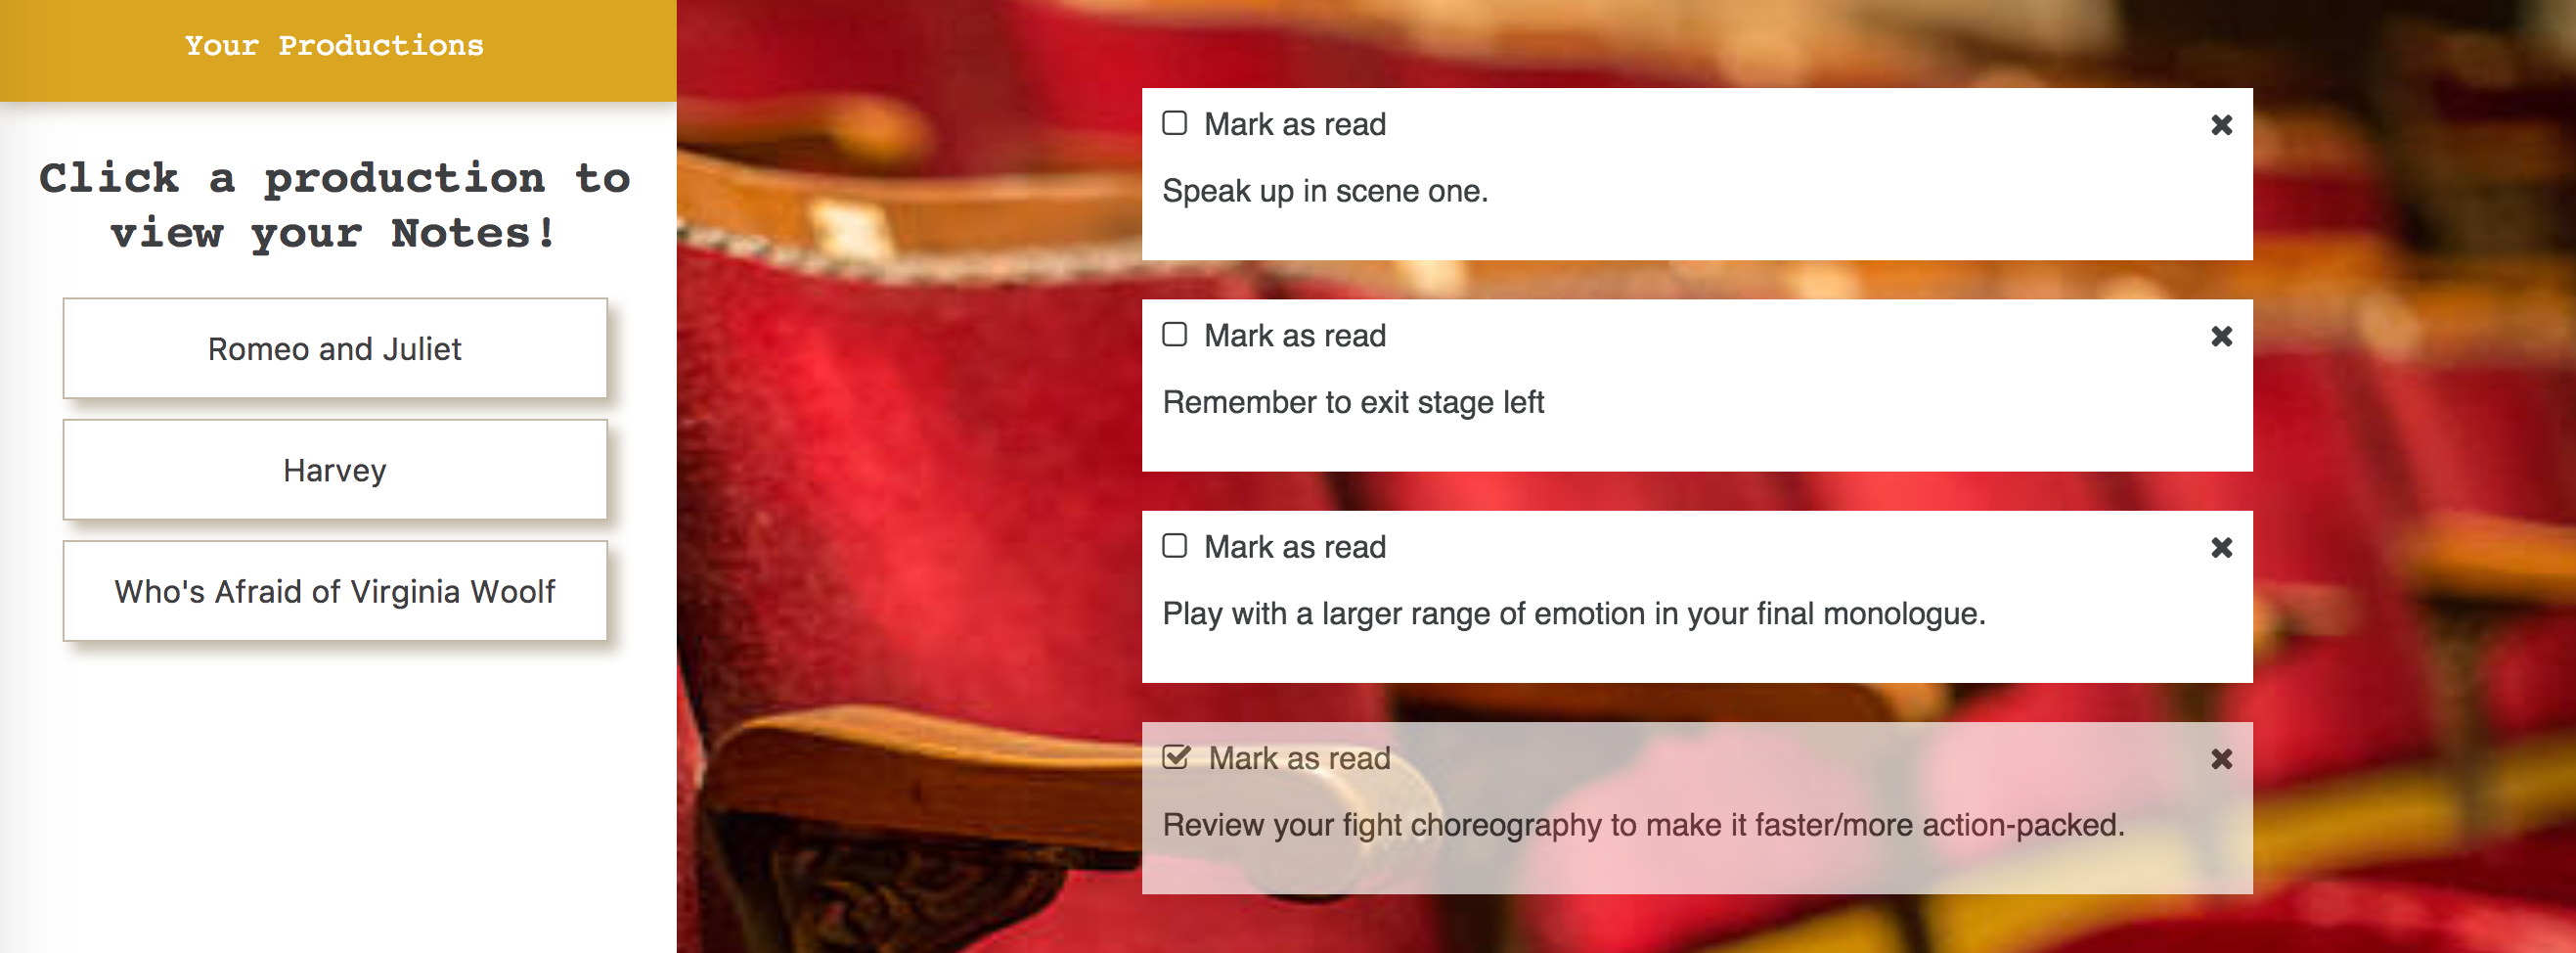 Your Productions
Click a production to
view your Notes!
Romeo and Juliet
Harvey
Who's Afraid of Virginia Woolf
Mark as read
Speak up in scene one.
Mark as read
Remember to exit stage left
Mark as read
Play with a larger range of emotion in your final monologue.
Mark as read
Review your fight choreography to make it faster/more action-packed.